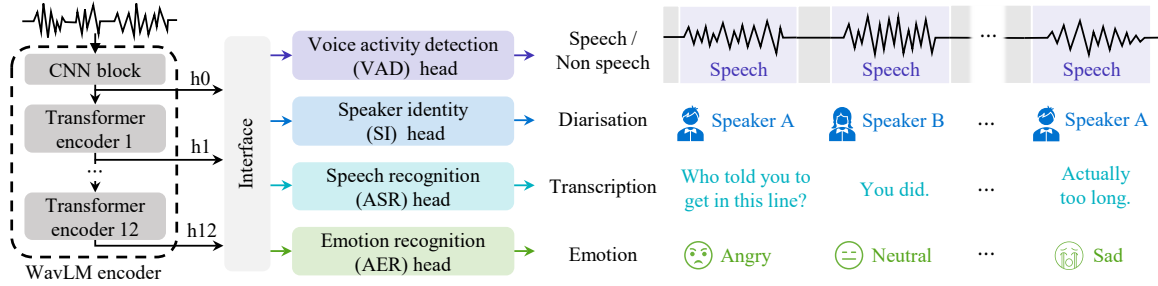 CNN block
Transformer
encoder 1
...
Transformer
encoder 12
WavLM encoder
h0
h1
h12
Interface
Voice activity detection
(VAD) head
Speaker identity
(SI) head
Speech recognition
(ASR) head
Emotion recognition
(AER) head
Speech /
Non speech
Speech
Speech
...
Speech
Diarisation
Speaker A
Speaker B
...
Speaker A
Transcription
Who told you to
get in this line?
You did.
...
Actually
too long.
Emotion
Angry
Neutral
...
Sad